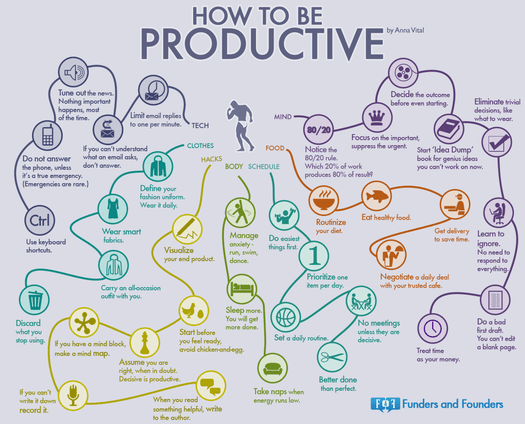 HOW TO BE
PRODUCTIVE
by Anna Vital
Tune out the news.
Nothing important
happens, most
of the time.
Limit email replies
to one per minute.
TECH
If you can't understand
what an email asks,
don't answer.
Do not answer
the phone, unless
it's a true emergency.
(Emergencies are rare.)
Ctrl
Use keyboard
shortcuts.
CLOTHES
Define your
fashion uniform.
Wear it daily.
Wear smart
fabrics.
Carry an all-occasion
outfit with you.
Discard
what you
stop using.
HACKS
Visualize
your end product.
Start before
you feel ready,
avoid chicken-and-egg.
Assume you are
right, when in doubt.
Decisive is productive.
If you have a mind block,
make a mind map.
If you can't
write it down
record it.
When you read
something helpful, write
to the author.
BODY
Manage
anxiety -
run, swim,
dance.
Sleep more.
You will get
more done.
Take naps when
energy runs low.
SCHEDULE
Do easiest
things first.
1
Prioritize one
item per day.
Set a daily routine.
No meetings
unless they are
decisive.
Better done
than perfect.
FOOD
Routinize
your diet.
Eat healthy food.
Get delivery
to save time.
Negotiate a daily deal
with your trusted cafe.
MIND
80/20
Notice the
80/20 rule.
Which 20% of work
produces 80% of result?
Focus on the important,
suppress the urgent.
Decide the outcome
before even starting.
Start 'Idea Dump'
book for genius ideas
you can't work on now.
Eliminate trivial
decisions, like
what to wear.
Learn to
ignore.
No need to
respond to
everything.
Do a bad
first draft.
You can't edit
a blank page.
Treat time
as your money.
Funders and Founders